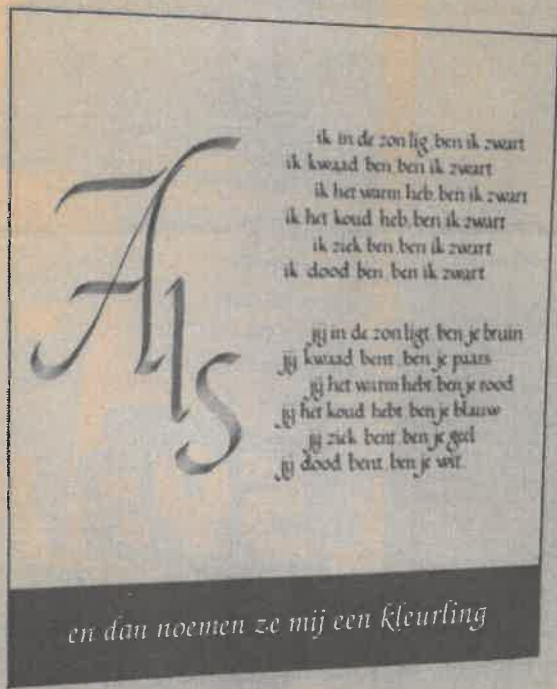 Als
ik in de zon lig, ben ik zwart
ik kwaad ben, ben ik zwart
ik het warm heb, ben ik zwart
ik het koud heb, ben ik zwart
ik ziek ben, ben ik zwart
ik dood ben, ben ik zwart
jij in de zon ligt, ben je bruin
jij kwaad bent, ben je paars
jij het warm hebt, ben je rood
jij het koud hebt, ben je blauw
jij ziek bent, ben je geel
jij dood bent, ben je wit.
en dan noemen ze mij een kleurling